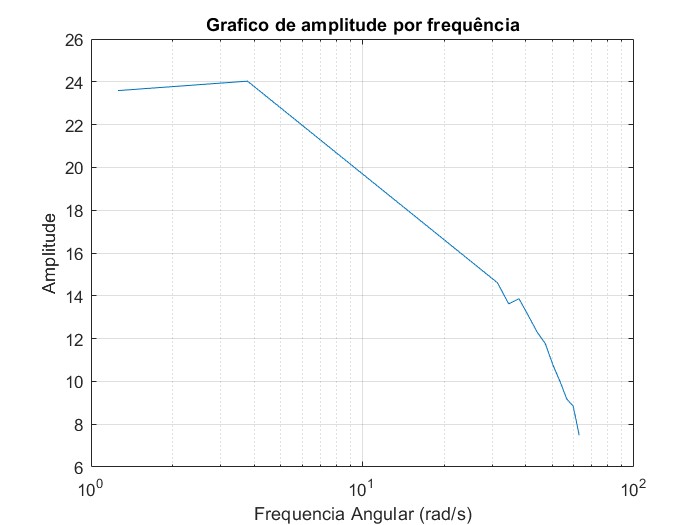 Grafico de amplitude por frequência
26
24
22
20
18
16
14
12
10
8
6
Amplitude
10^0 10^1 10^2
Frequencia Angular (rad/s)